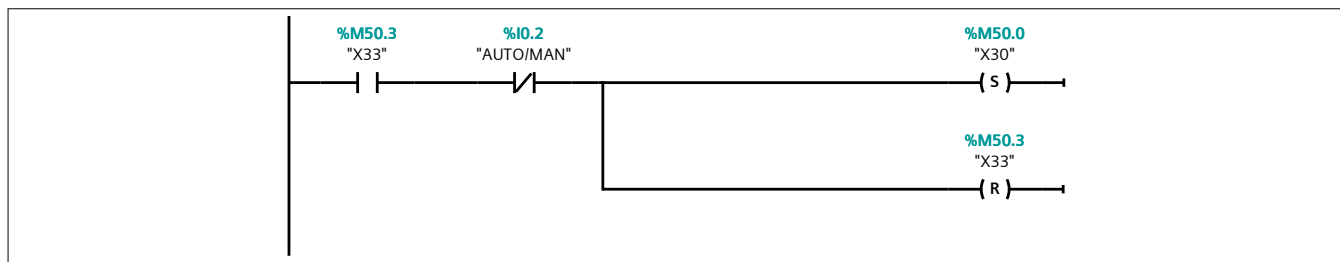 %M50.3 %I0.2 %M50.0
"X33" "AUTO/MAN" "X30"
S
%M50.3
"X33"
R